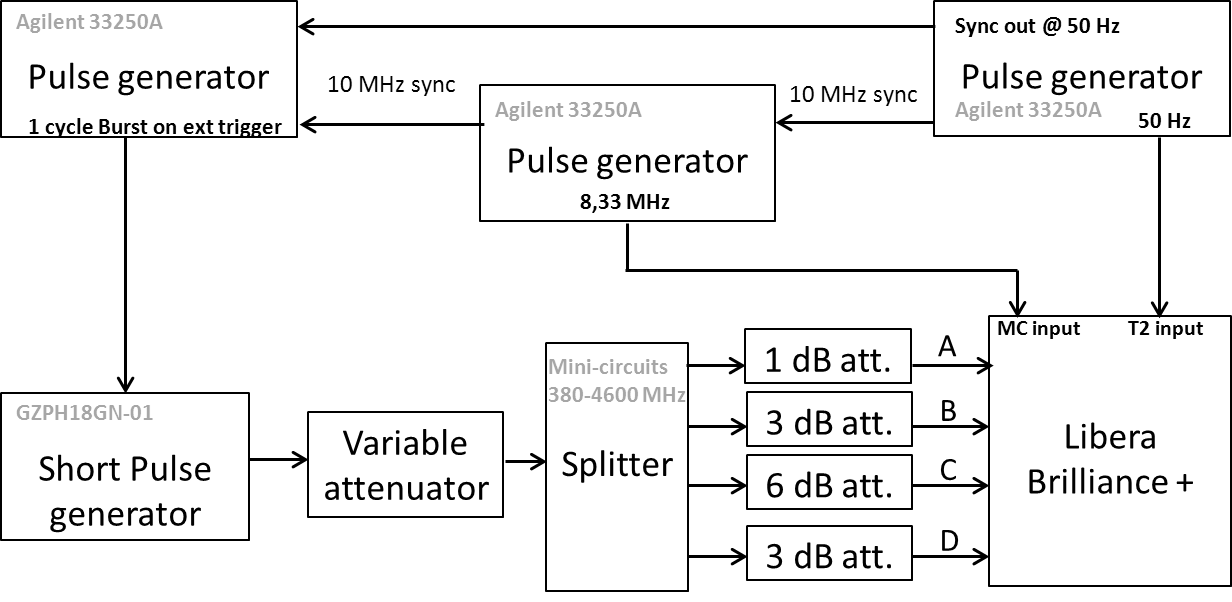 Agilent 33250A
Pulse generator
1 cycle Burst on ext trigger
10 MHz sync
Agilent 33250A
Pulse generator
8,33 MHz
10 MHz sync
Sync out @ 50 Hz
Pulse generator
Agilent 33250A
50 Hz
GZPH18GN-01
Short Pulse
generator
Variable
attenuator
Mini-circuits
380-4600 MHz
Splitter
1 dB att.
3 dB att.
6 dB att.
3 dB att.
A
B
C
D
MC input
T2 input
Libera
Brilliance +